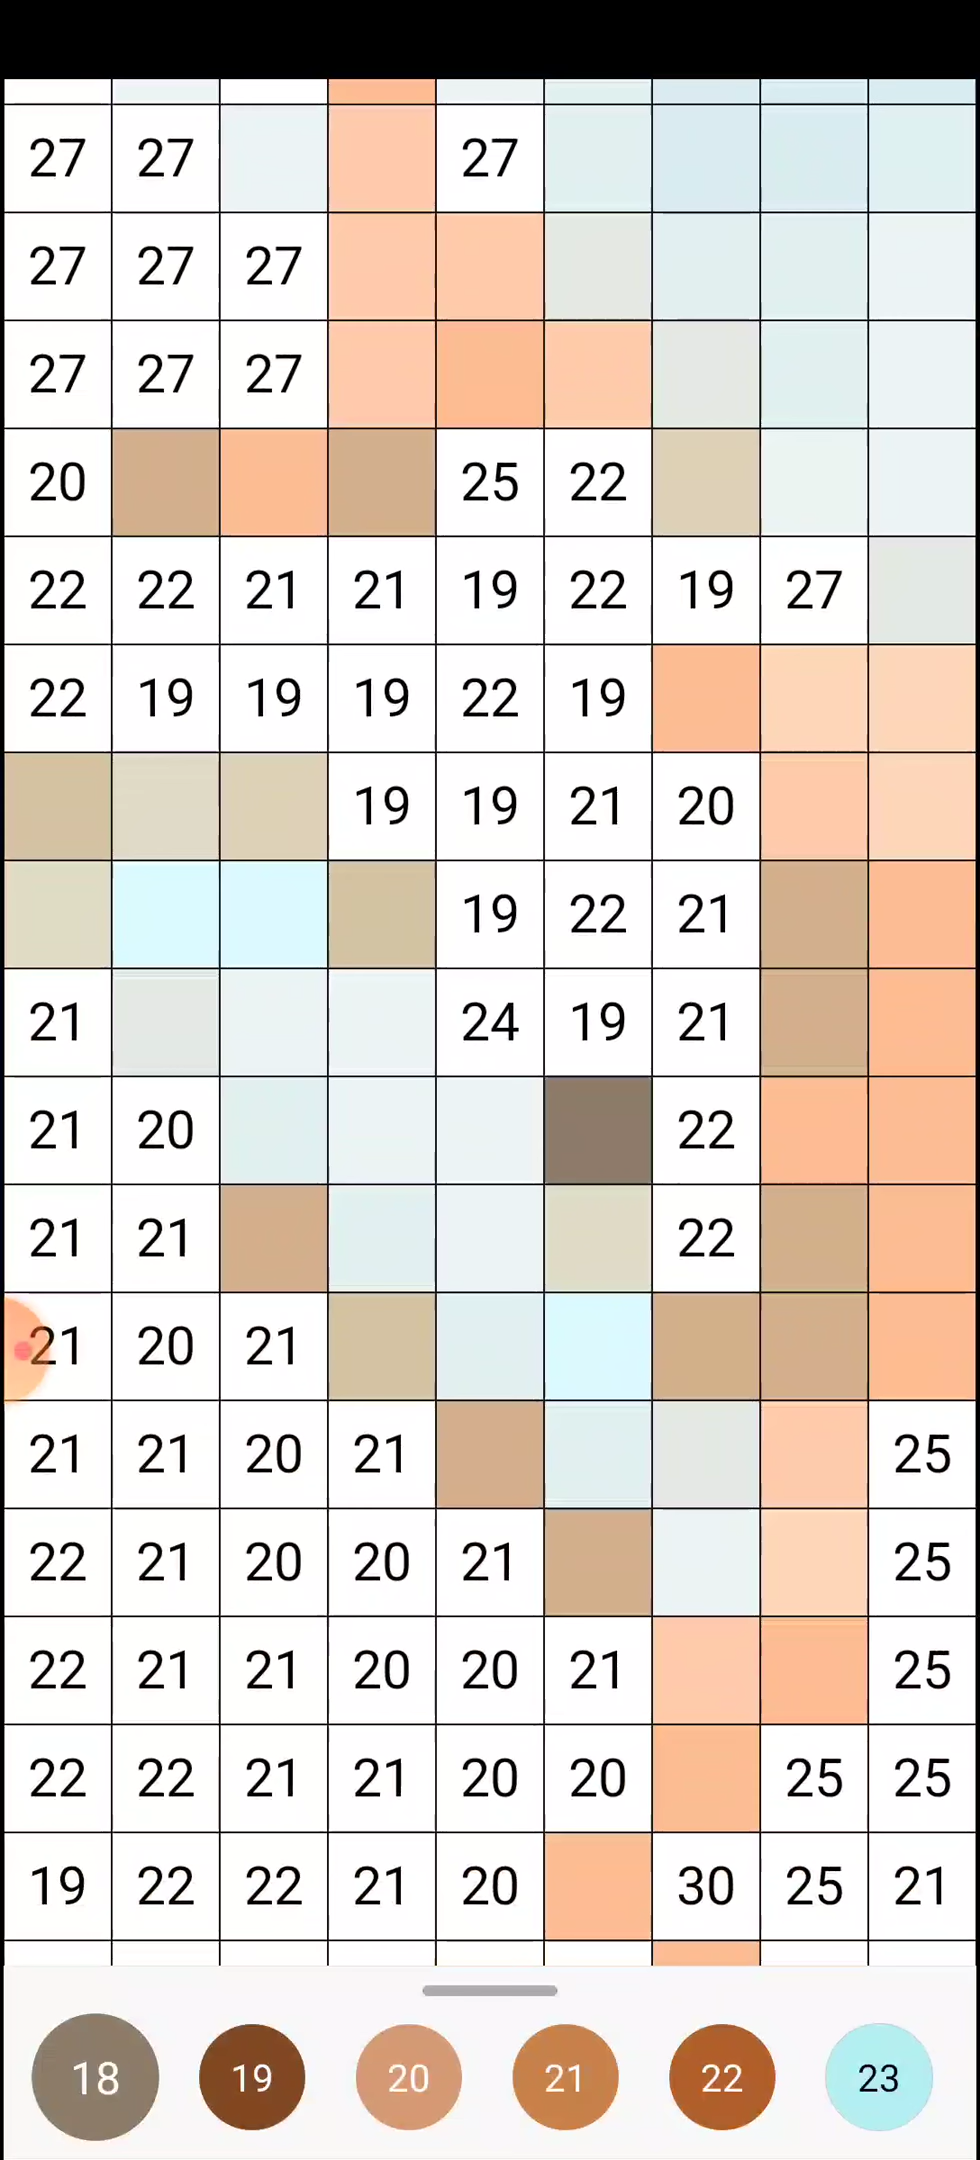 27 27 27
27 27 27
27 27 27
20 25 22
22 22 21 21 19 22 19 27
22 19 19 19 22 19
19 19 21 20
19 22 21
21 24 19 21
21 20 22
21 21 22
21 20 21
21 21 20 21 25
22 21 20 20 21 25
22 21 21 20 20 21 25
22 22 21 21 20 20 25 25
19 22 22 21 20 30 25 21
18 19 20 21 22 23